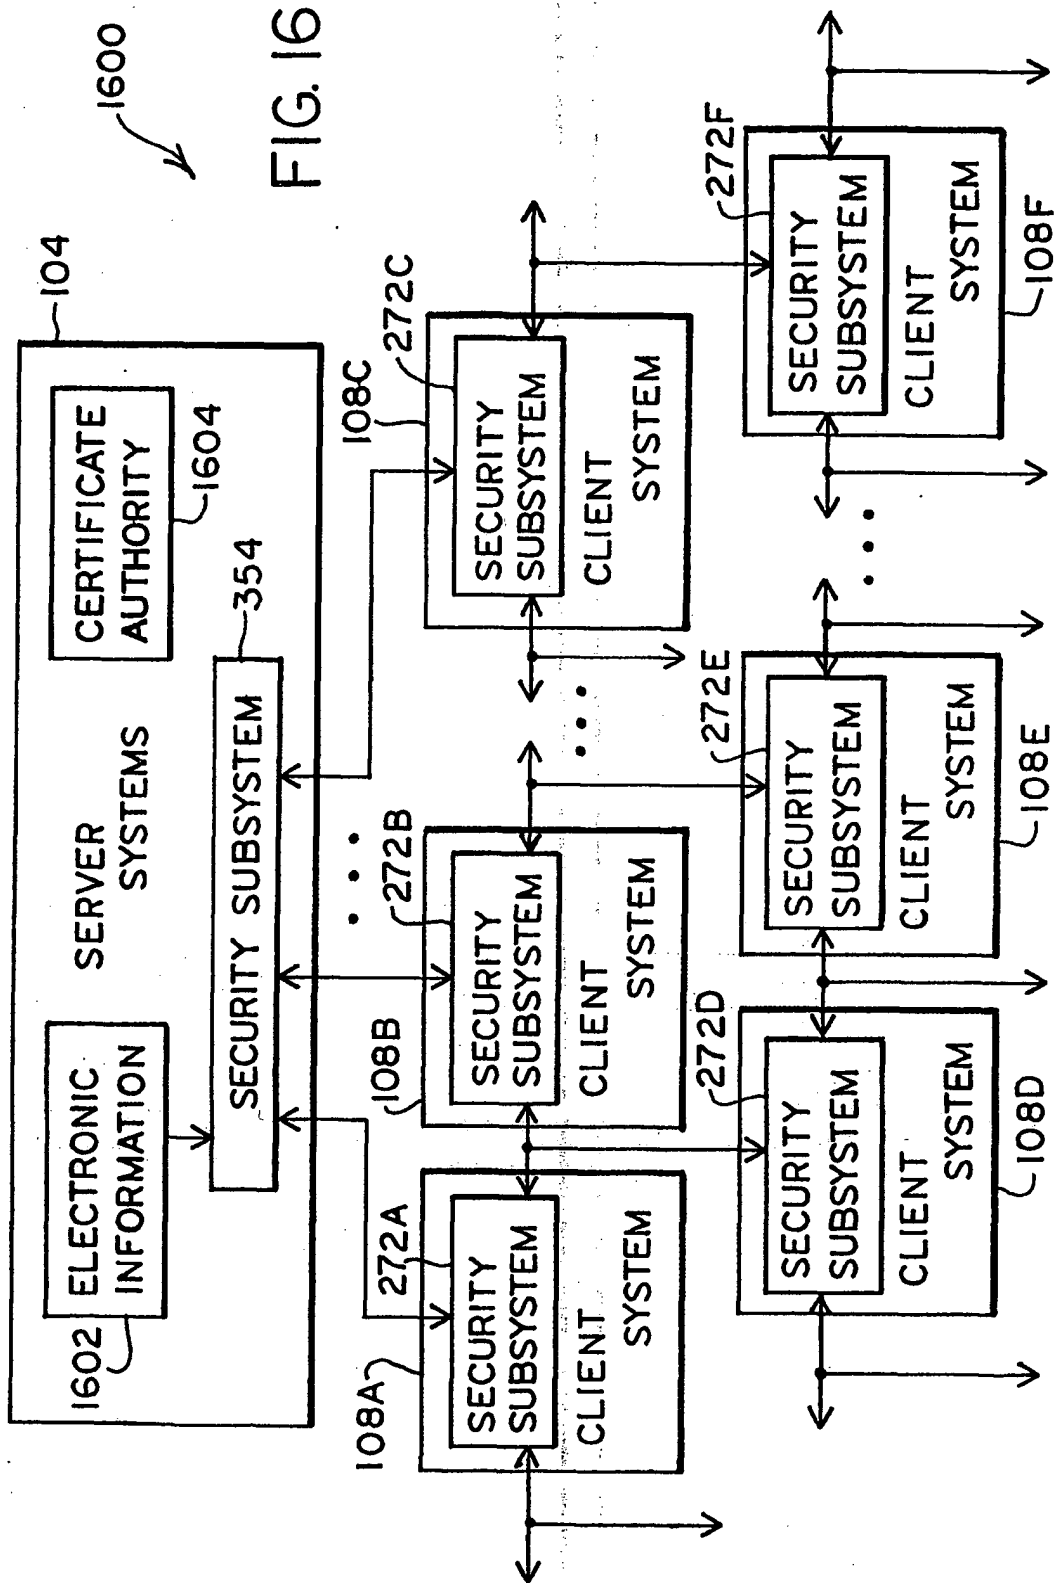 1600
FIG. 16
104
SERVER
SYSTEMS
ELECTRONIC
INFORMATION
1602
CERTIFICATE
AUTHORITY
1604
SECURITY SUBSYSTEM
354
108A
272A
SECURITY
SUBSYSTEM
CLIENT
SYSTEM
108B
272B
SECURITY
SUBSYSTEM
CLIENT
SYSTEM
108C
272C
SECURITY
SUBSYSTEM
CLIENT
SYSTEM
272D
SECURITY
SUBSYSTEM
CLIENT
SYSTEM
108D
272E
SECURITY
SUBSYSTEM
CLIENT
SYSTEM
108E
272F
SECURITY
SUBSYSTEM
CLIENT
SYSTEM
108F